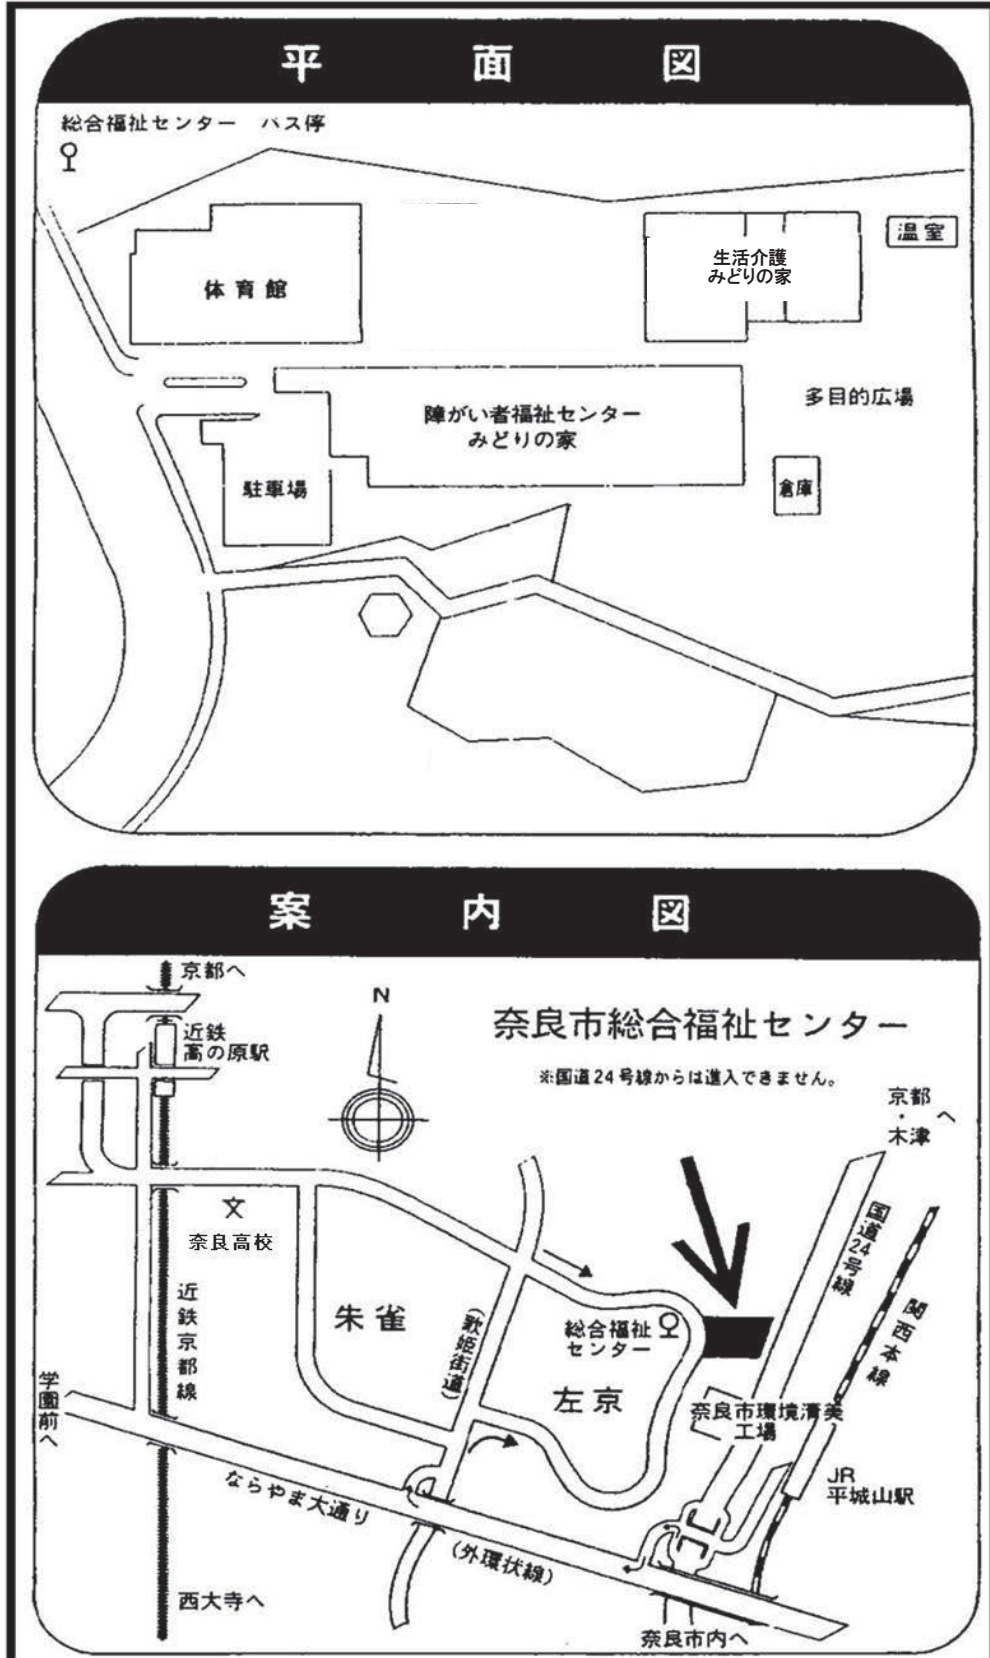 平面図
総合福祉センター バス停
体育館
生活介護
みどりの家
温室
障がい者福祉センター
みどりの家
多目的広場
駐車場
倉庫
案内図
京都へ
近鉄
高の原駅
N
奈良市総合福祉センター
※国道24号線からは進入できません。
京都・木津へ
奈良高校
国道24号線
近鉄京都線
朱雀
(歌姫街道)
総合福祉
センター
関西本線
左京
学園前へ
奈良市環境清美
工場
JR
平城山駅
ならやま大通り
(外環状線)
西大寺へ
奈良市内へ